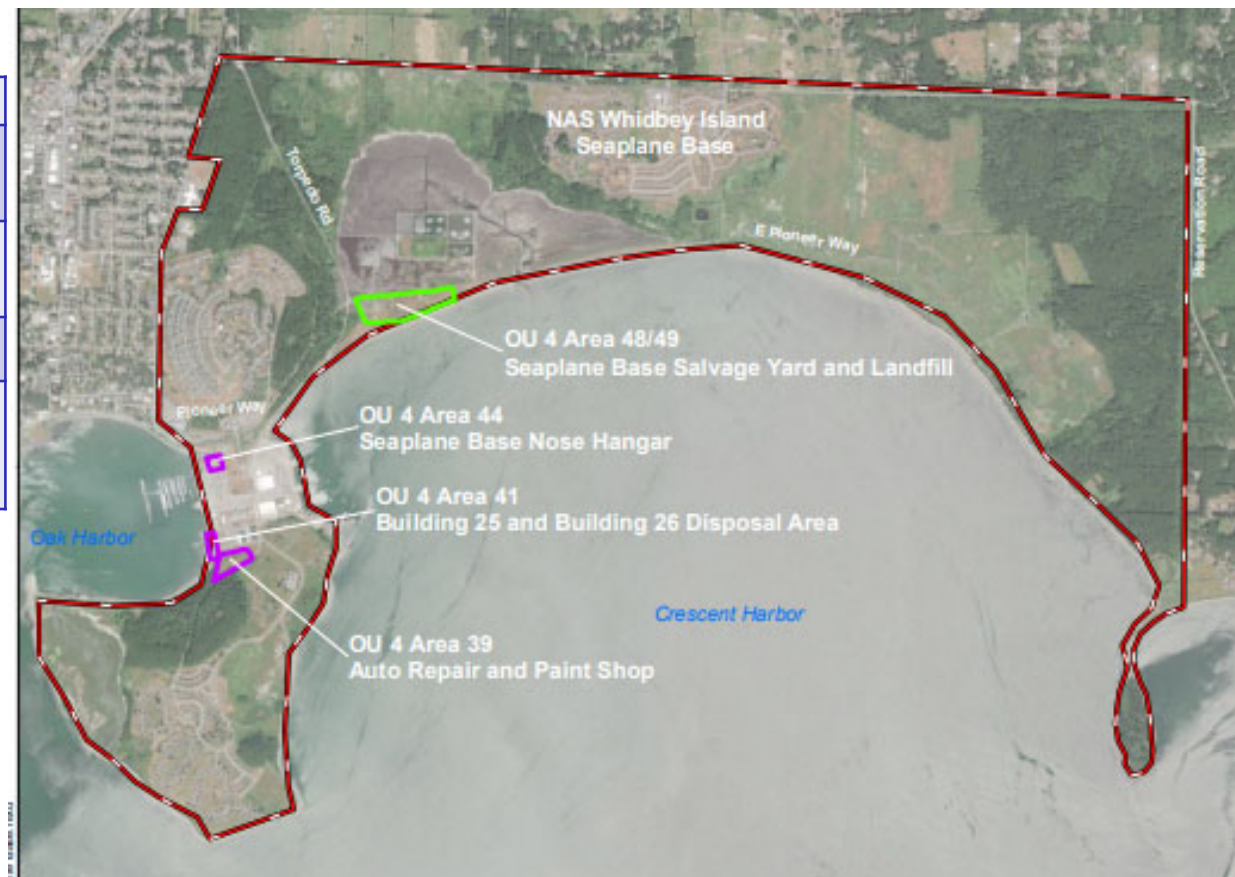 NAS Whidbey Island
Seaplane Base
Torpedo Rd
Reservation Road
E Pioneer Way
OU 4 Area 48/49
Seaplane Base Salvage Yard and Landfill
Pioneer Way
OU 4 Area 44
Seaplane Base Nose Hangar
OU 4 Area 41
Building 25 and Building 26 Disposal Area
Oak Harbor
Crescent Harbor
OU 4 Area 39
Auto Repair and Paint Shop